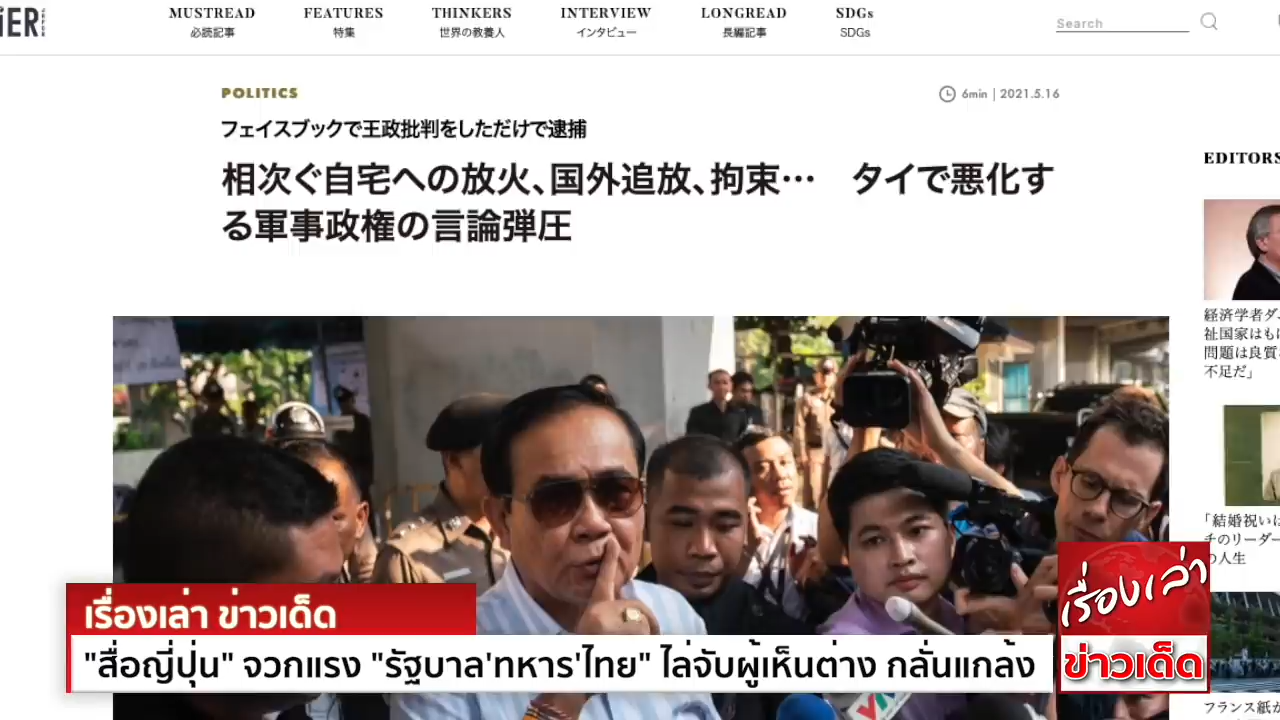 iER
MUSTREAD
必読記事
FEATURES
特集
THINKERS
世界の教養人
INTERVIEW
インタビュー
LONGREAD
長編記事
SDGs
SDGs
Search
POLITICS
6min | 2021.5.16
フェイスブックで王政批判をしただけで逮捕
相次ぐ自宅への放火、国外追放、拘束… タイで悪化す
る軍事政権の言論弾圧
EDITORS
経済学者ダ
祉国家はも
問題は良質
不足だ」
「結婚祝い
チのリーダー
の人生
เรื่องเล่า
ข่าวเด็ด
เรื่องเล่า ข่าวเด็ด
"สื่อญี่ปุ่น" จวกแรง "รัฐบาล'ทหาร'ไทย" ไล่จับผู้เห็นต่าง กลั่นแกล้ง
フランス紙が